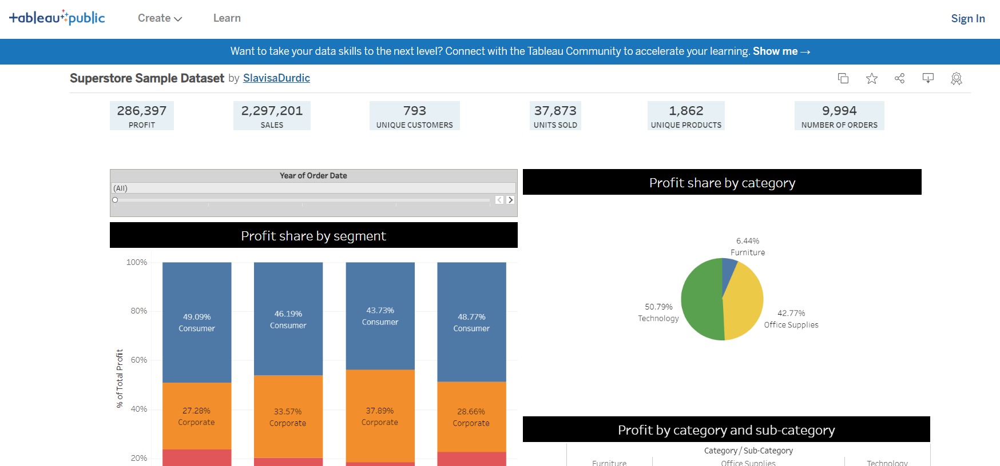 tableau public
Create
Learn
Sign In
Want to take your data skills to the next level? Connect with the Tableau Community to accelerate your learning. Show me →
Superstore Sample Dataset by SlavisaDurdic
286,397
PROFIT
2,297,201
SALES
793
UNIQUE CUSTOMERS
37,873
UNITS SOLD
1,862
UNIQUE PRODUCTS
9,994
NUMBER OF ORDERS
Year of Order Date
(All)
Profit share by segment
% of Total Profit
100%
80%
60%
40%
20%
49.09%
Consumer
46.19%
Consumer
43.73%
Consumer
48.77%
Consumer
27.28%
Corporate
33.57%
Corporate
37.89%
Corporate
28.66%
Corporate
Profit share by category
6.44%
Furniture
50.79%
Technology
42.77%
Office Supplies
Profit by category and sub-category
Category / Sub-Category
Furniture
Office Supplies
Technology